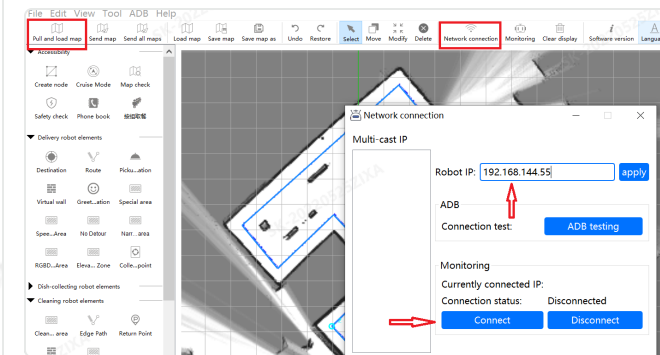 File Edit View Tool ADB Help
Pull and load map Send map Send all maps Load map Save map Save map as Undo Restore Select Move Modify Delete Network connection Monitoring Clear display Software version Langua
Accessibility
Create node Cruise Mode Map check
Safety check Phone book
Delivery robot elements
Destination Route Picku...ation
Virtual wall Greet...ation Special area
Spee...Area No Detour Narr...area
RGBD...Area Eleva... Zone Colle...point
Dish-collecting robot elements
Cleaning robot elements
Clean... area Edge Path Return Point
Network connection
Multi-cast IP
Robot IP: 192.168.144.55 apply
ADB
Connection test: ADB testing
Monitoring
Currently connected IP:
Connection status: Disconnected
Connect Disconnect